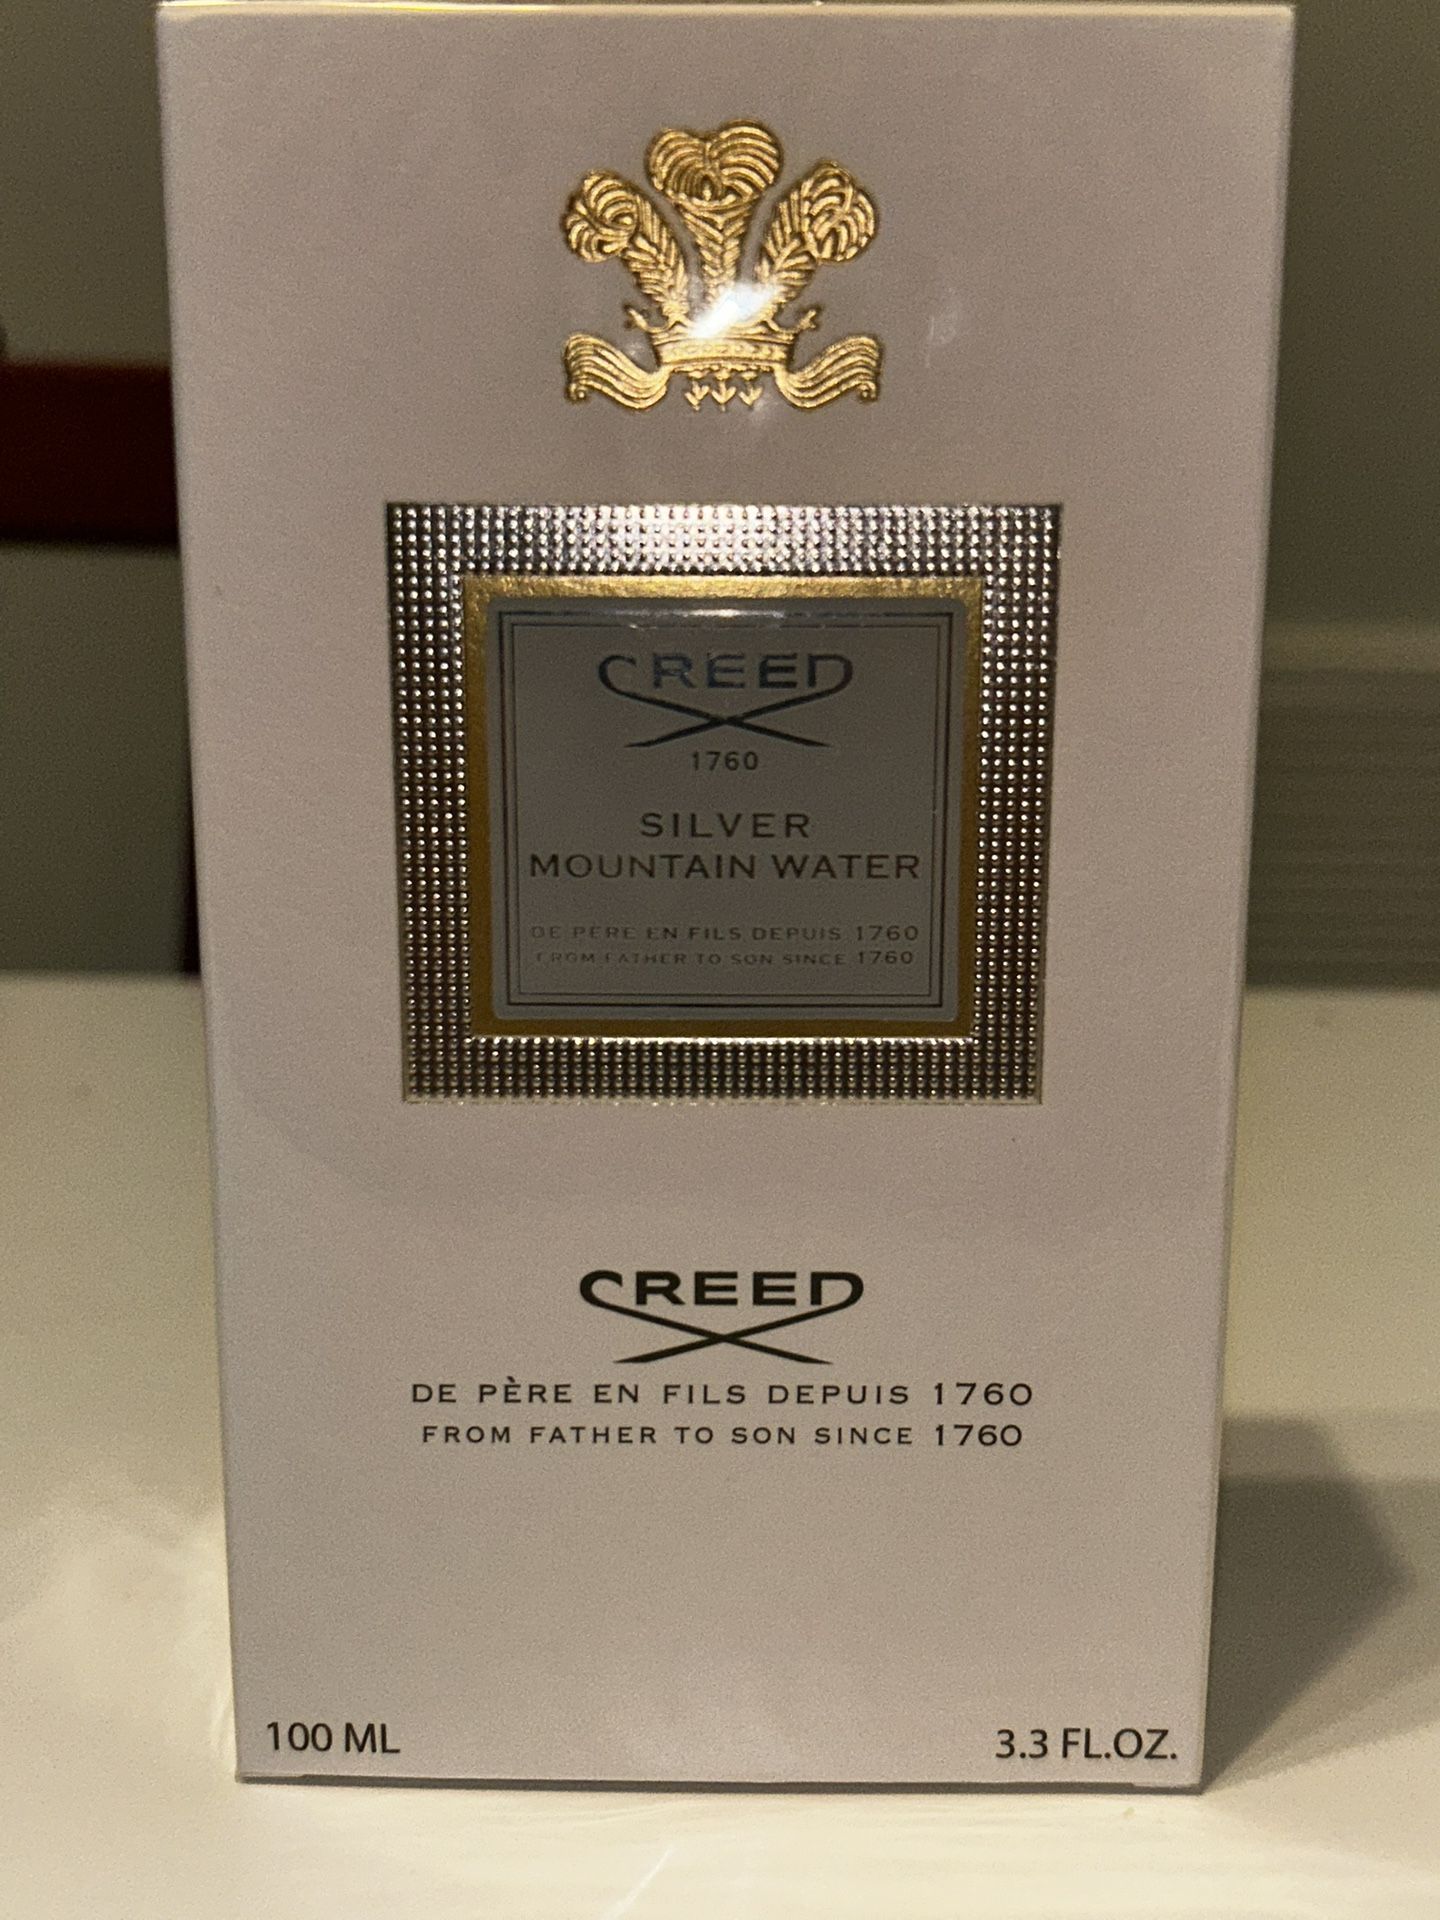 CREED
1760
SILVER
MOUNTAIN WATER
DE PÈRE EN FILS DEPUIS 1760
FROM FATHER TO SON SINCE 1760
CREED
DE PÈRE EN FILS DEPUIS 1760
FROM FATHER TO SON SINCE 1760
100 ML
3.3 FL.OZ.